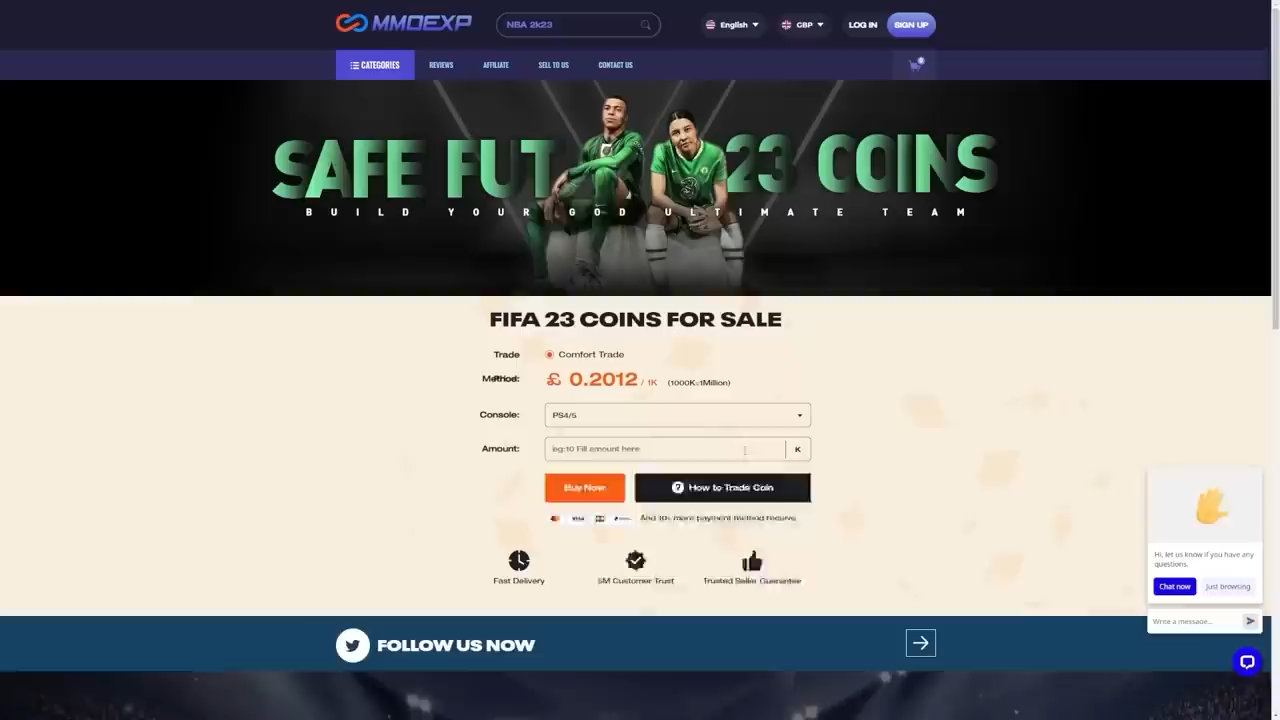 MMOEXP
NBA 2k23
English
GBP
LOG IN
SIGN UP
CATEGORIES
REVIEWS
AFFILIATE
SELL TO US
CONTACT US
0
SAFE FUT 23 COINS
BUILD YOUR GOD ULTIMATE TEAM
3
FIFA 23 COINS FOR SALE
Trade
Comfort Trade
£ 0.2012 / 1K (1000K=1Million)
Console:
PS4/5
Amount:
eg:10 Fill amount here
K
Buy Now
? How to Trade Coin
VISA
And 10+ more payment method reserve
Fast Delivery
5M Customer Trust
Trusted Seller Guarantee
Hi, let us know if you have any
questions.
Chat now
Just browsing
Write a message...
FOLLOW US NOW